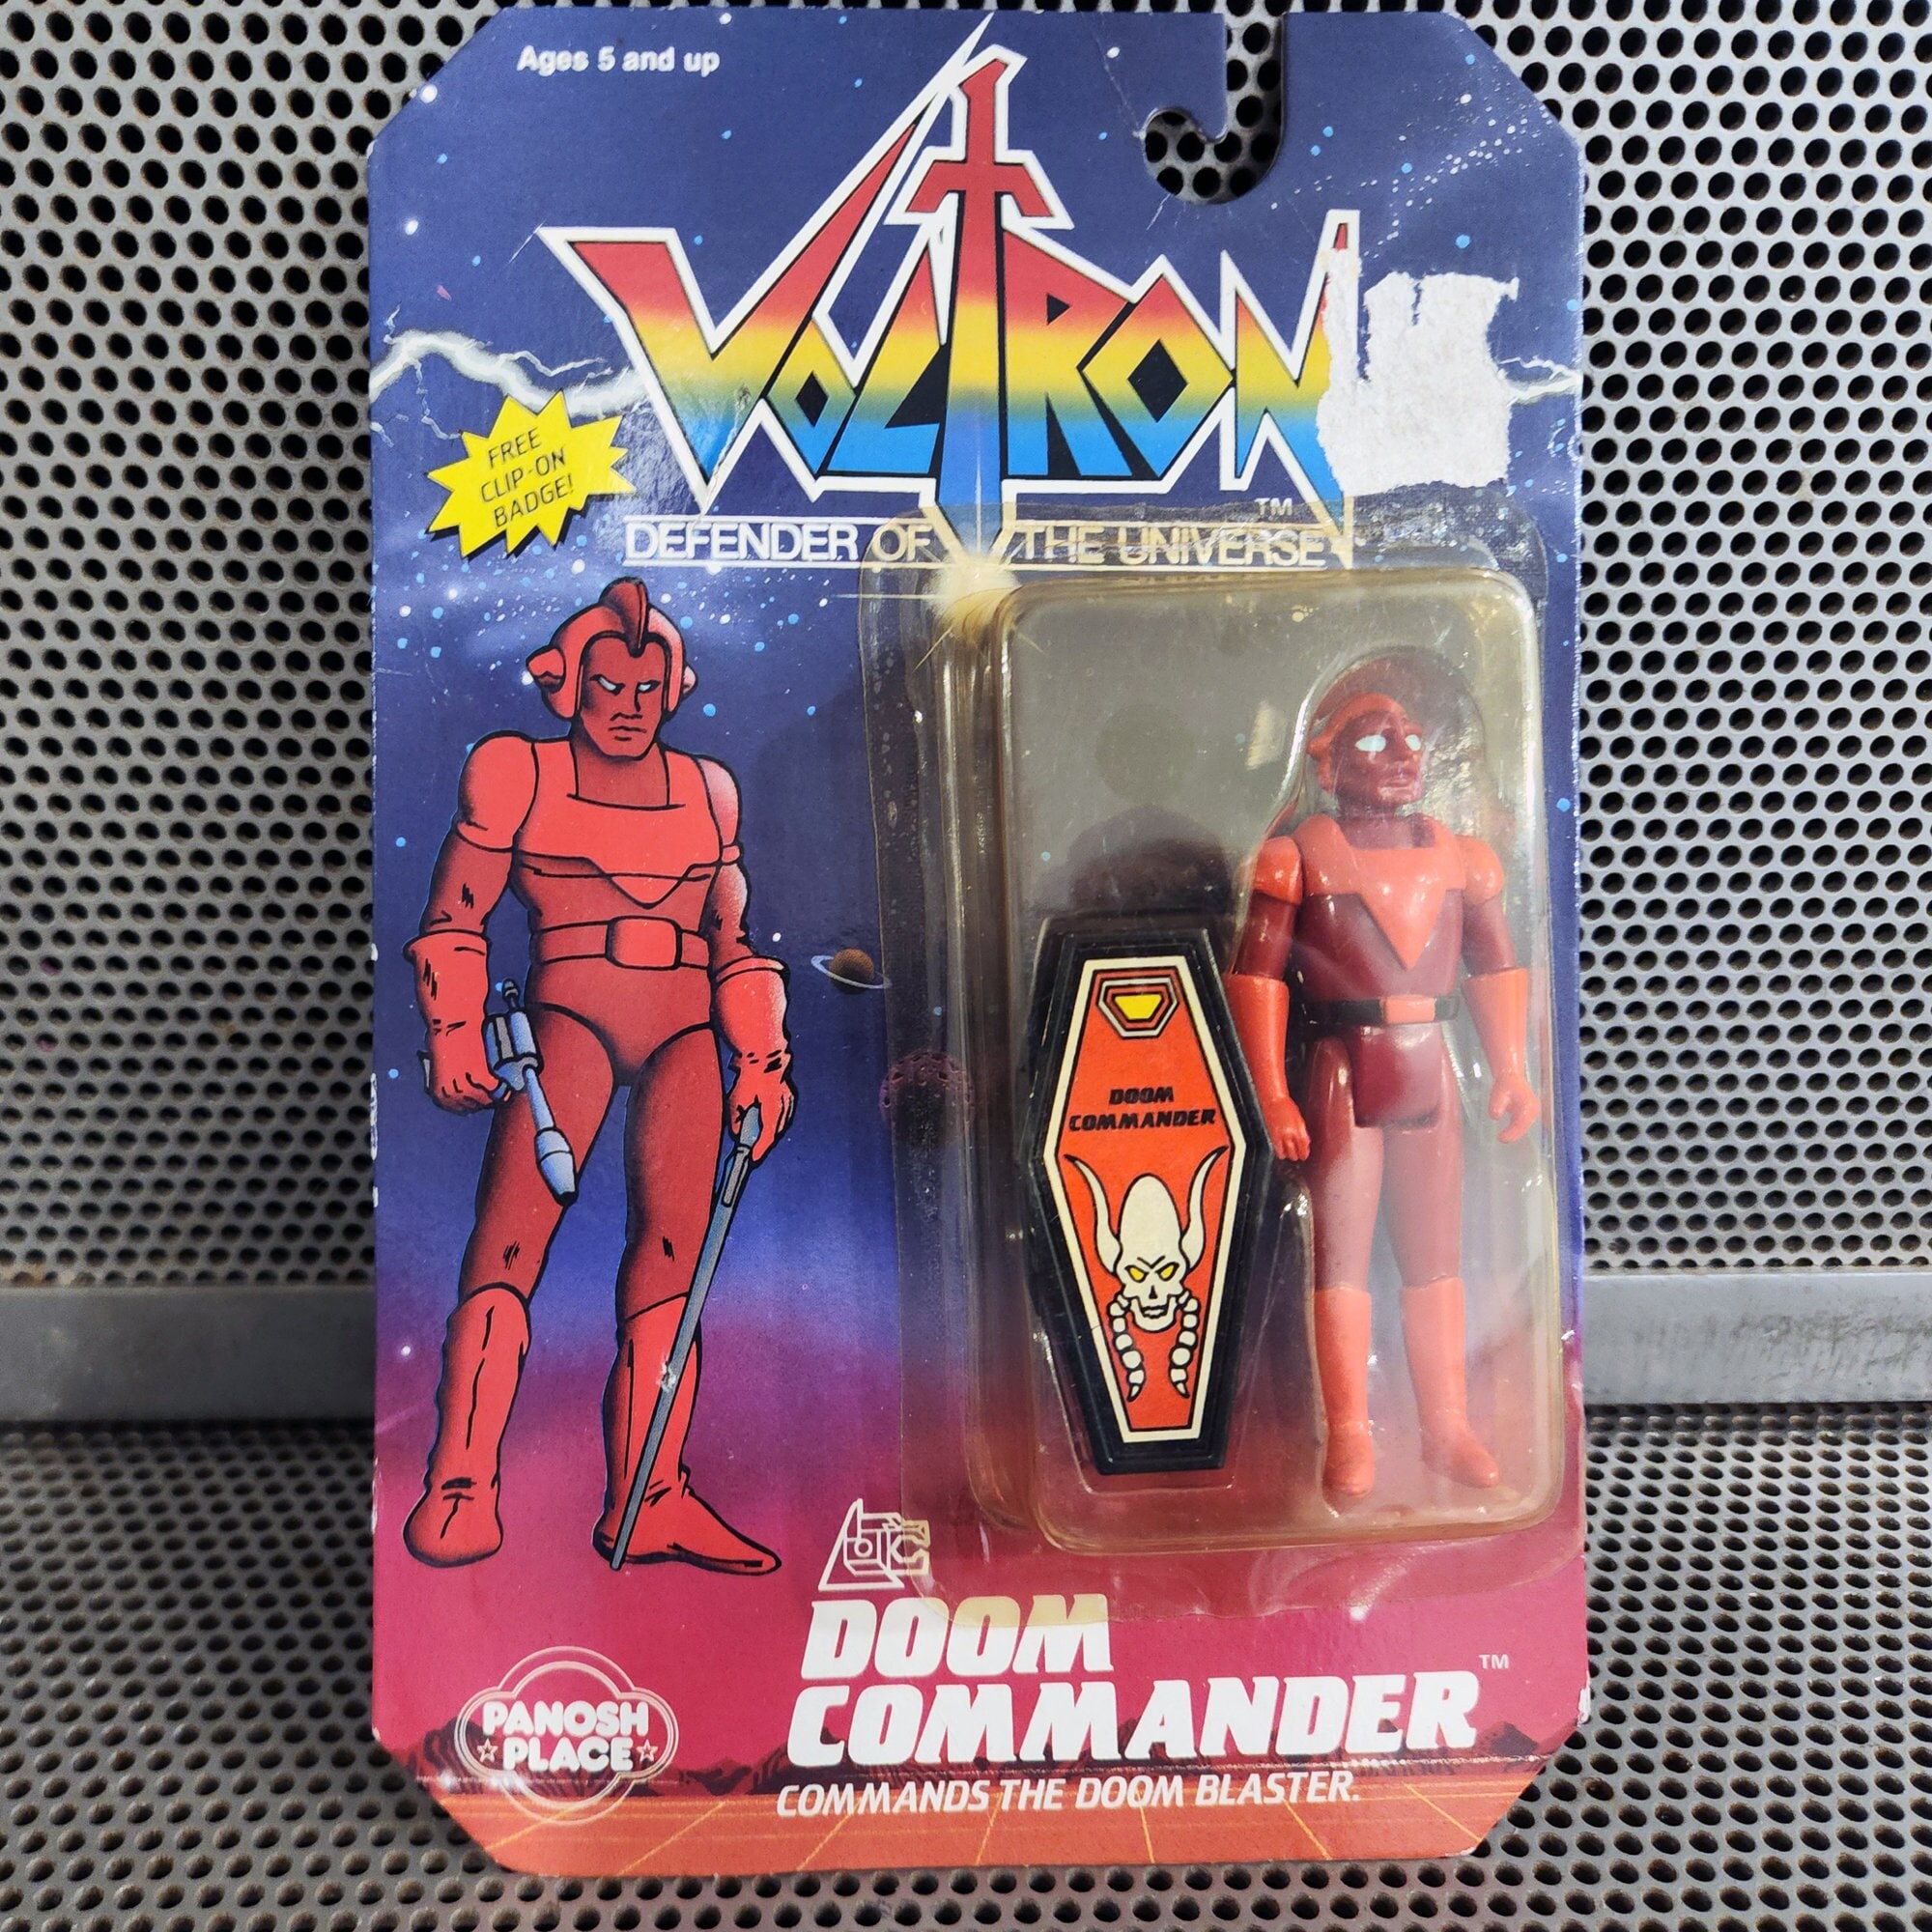 Ages 5 and up
VOLTRON
TM
DEFENDER OF THE UNIVERSE
FREE
CLIP-ON
BADGE!
DOOM
COMMANDER
DOOM
COMMANDER
TM
COMMANDS THE DOOM BLASTER.
PANOSH
PLACE